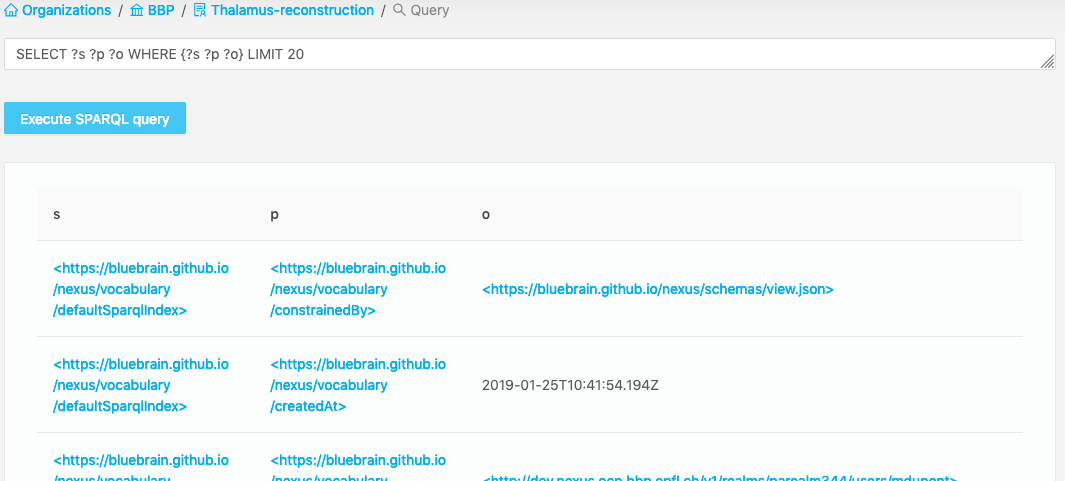 Organizations / BBP / Thalamus-reconstruction / Query
SELECT ?s ?p ?o WHERE {?s ?p ?o} LIMIT 20
Execute SPARQL query
s p o
<https://bluebrain.github.io
/nexus/vocabulary
/defaultSparqlIndex>
<https://bluebrain.github.io
/nexus/vocabulary
/constrainedBy>
<https://bluebrain.github.io/nexus/schemas/view.json>
<https://bluebrain.github.io
/nexus/vocabulary
/defaultSparqlIndex>
<https://bluebrain.github.io
/nexus/vocabulary
/createdAt>
2019-01-25T10:41:54.194Z
<https://bluebrain.github.io
/nexus/vocabulary
<https://bluebrain.github.io
/nexus/vocabulary